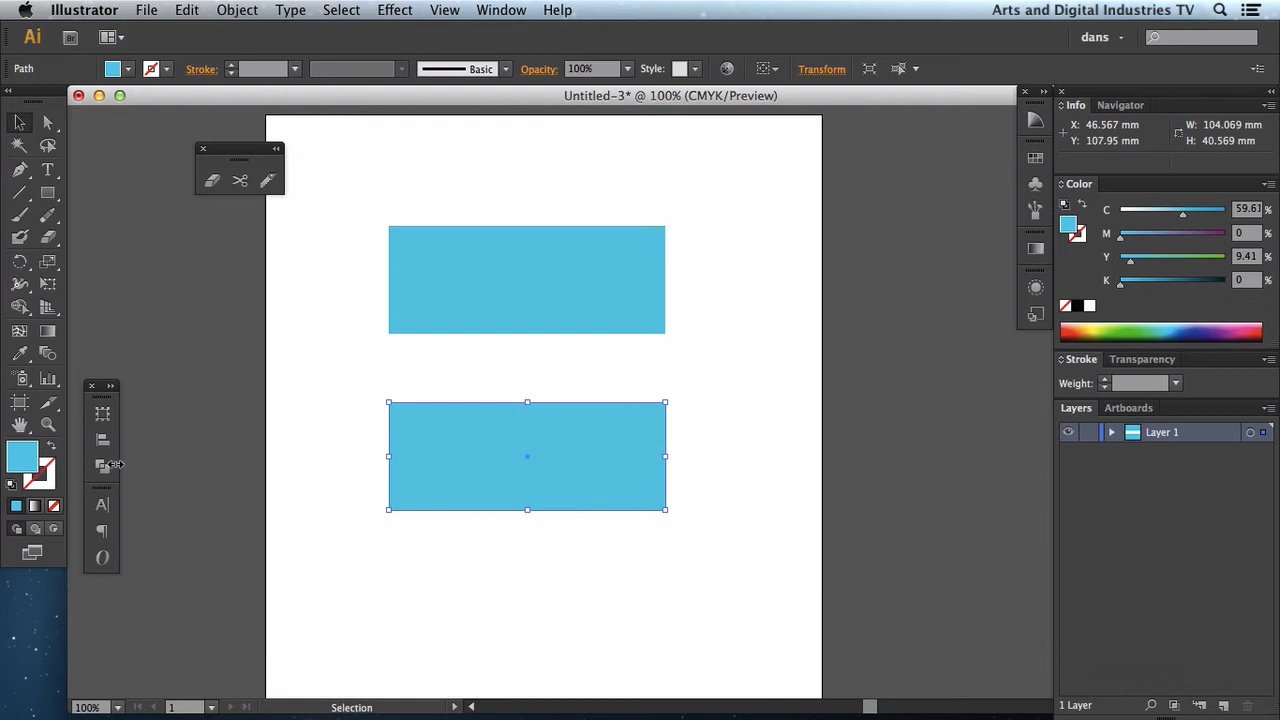 Illustrator File Edit Object Type Select Effect View Window Help Arts and Digital Industries TV
Ai Br dans
Path Stroke: Basic Opacity: 100% Style: Transform
Untitled-3* @ 100% (CMYK/Preview)
Info Navigator
X: 46.567 mm W: 104.069 mm
Y: 107.95 mm H: 40.569 mm
Color
C 59.61 %
M 0 %
Y 9.41 %
K 0 %
Stroke Transparency
Weight:
Layers Artboards
Layer 1
T
A
O
100% 1 Selection 1 Layer